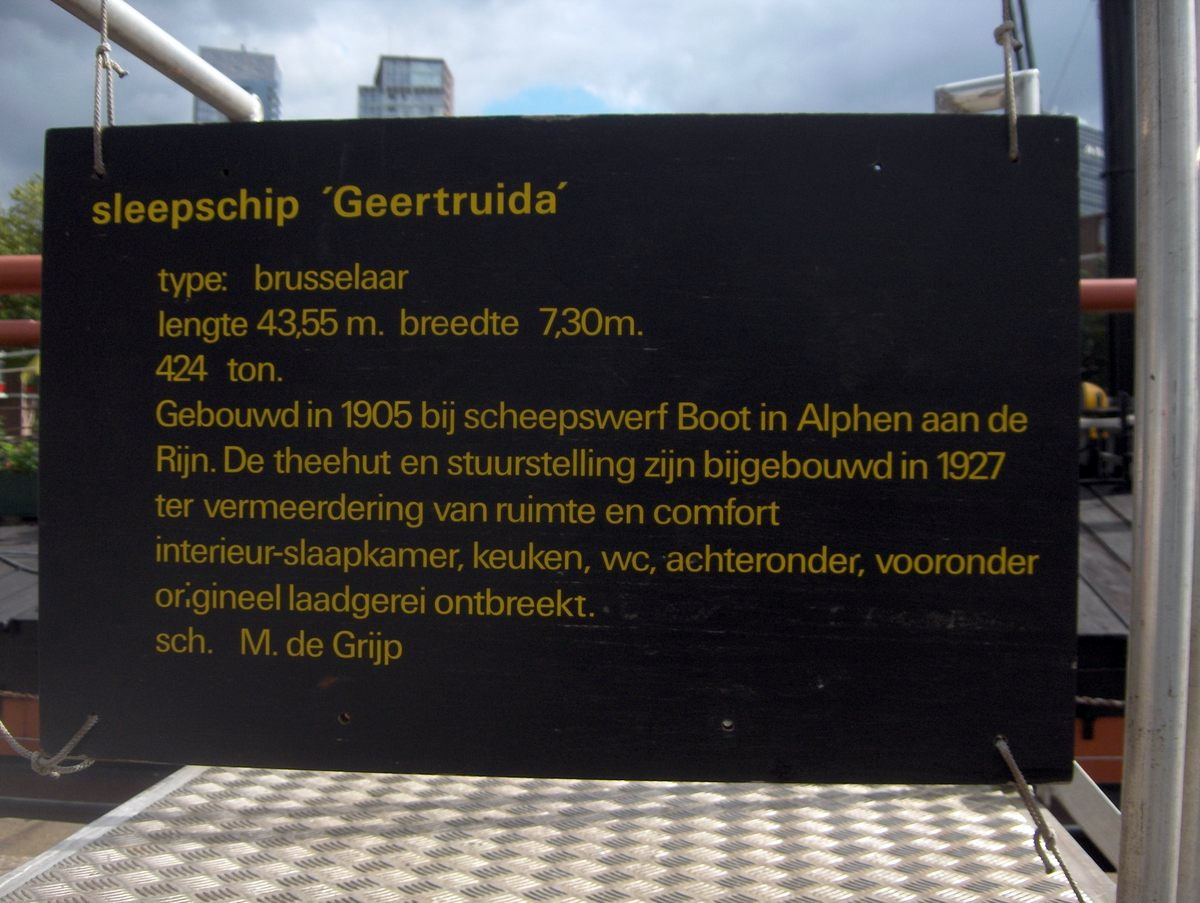 sleepschip ´Geertruida´
type: brusselaar
lengte 43,55 m. breedte 7,30m.
424 ton.
Gebouwd in 1905 bij scheepswerf Boot in Alphen aan de
Rijn. De theehut en stuurstelling zijn bijgebouwd in 1927
ter vermeerdering van ruimte en comfort
interieur-slaapkamer, keuken, wc, achteronder, vooronder
origineel laadgerei ontbreekt.
sch. M. de Grijp